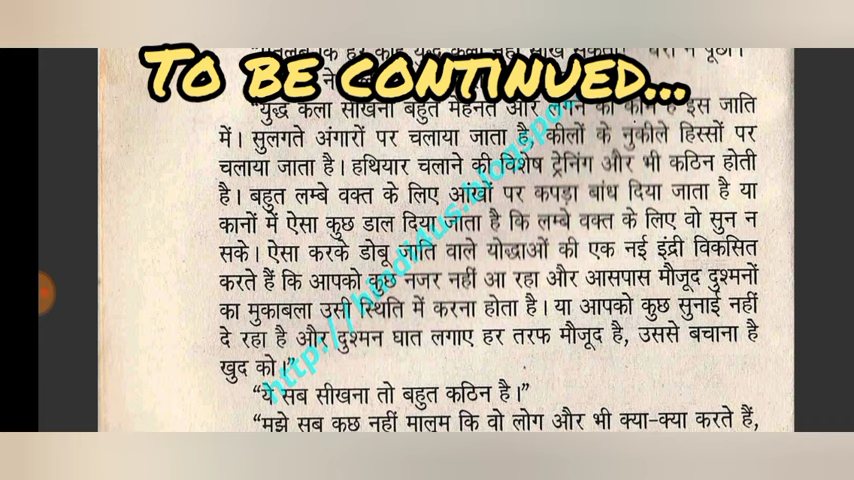 To be continued...
"युद्ध कला सीखना बहुत मेहनत और लगन का काम है इस जाति
में। सुलगते अंगारों पर चलाया जाता है, कीलों के नुकीले हिस्सों पर
चलाया जाता है। हथियार चलाने की विशेष ट्रेनिंग और भी कठिन होती
है। बहुत लम्बे वक्त के लिए आंखों पर कपड़ा बांध दिया जाता है या
कानों में ऐसा कुछ डाल दिया जाता है कि लम्बे वक्त के लिए वो सुन न
सके। ऐसा करके डोबू जाति वाले योद्धाओं की एक नई इंद्री विकसित
करते हैं कि आपको कुछ नजर नहीं आ रहा और आसपास मौजूद दुश्मनों
का मुकाबला उसी स्थिति में करना होता है। या आपको कुछ सुनाई नहीं
दे रहा है और दुश्मन घात लगाए हर तरफ मौजूद है, उससे बचाना है
खुद को।"
"ये सब सीखना तो बहुत कठिन है।"
"मुझे सब कुछ नहीं मालूम कि वो लोग और भी क्या-क्या करते हैं,
http://hindi4us.blogspot